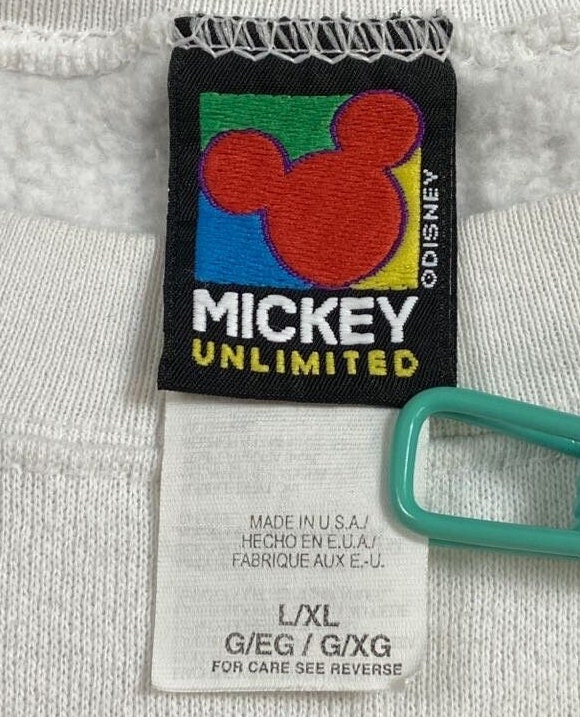 ©DISNEY
MICKEY
UNLIMITED
MADE IN U.S.A./
HECHO EN E.U.A./
FABRIQUE AUX E.-U.
L/XL
G/EG / G/XG
FOR CARE SEE REVERSE